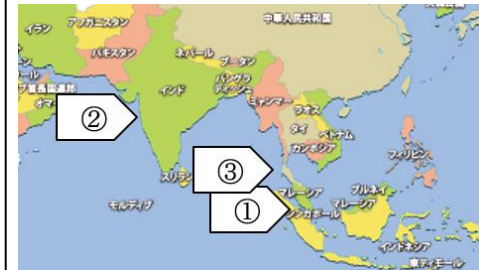 中華人民共和国
イラン
アフガニスタン
パキスタン
ネパール
ブータン
バングラ
デイッシュ
インド
ミャンマー
ラオス
タイ
ベトナム
カンボジア
フィリピン
オマー
②
スリラン
③
モルディブ
マレーシア
ブルネイ
マレーシア
①
シンガポール
インドネシア
東ティモール